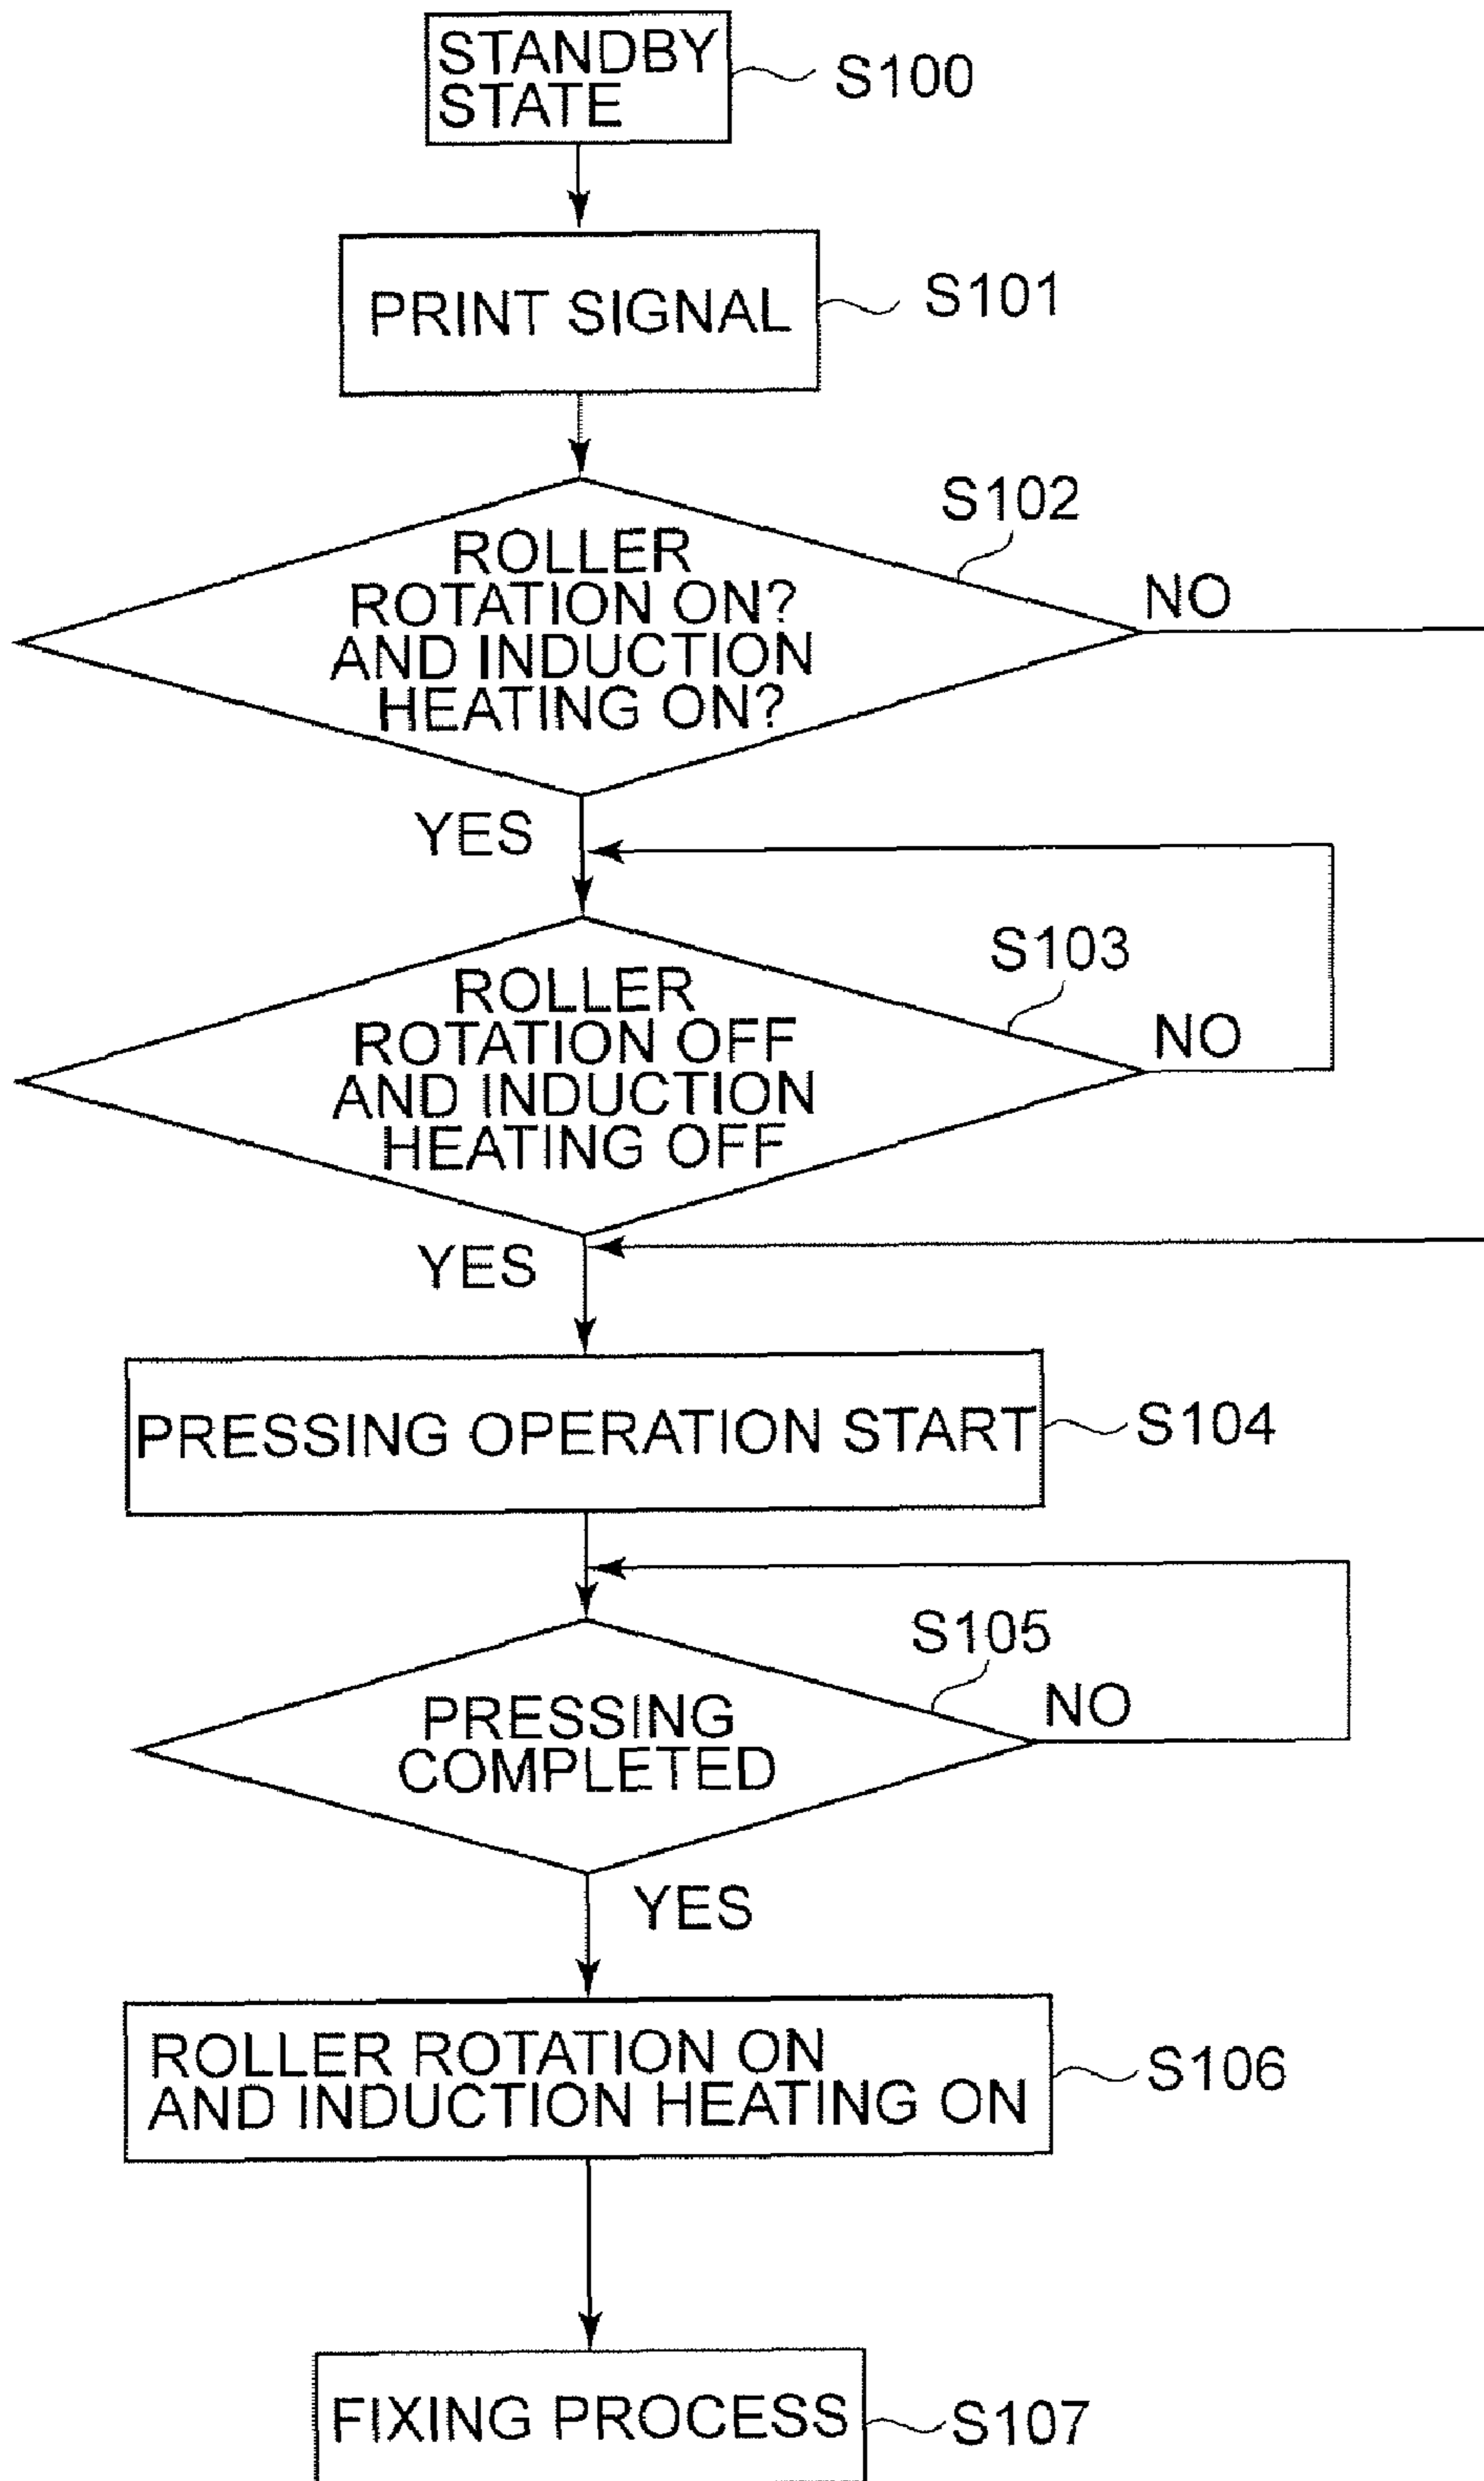 STANDBY
STATE
S100
PRINT SIGNAL
S101
S102
ROLLER
ROTATION ON?
AND INDUCTION
HEATING ON?
NO
YES
S103
ROLLER
ROTATION OFF
AND INDUCTION
HEATING OFF
NO
YES
PRESSING OPERATION START
S104
S105
PRESSING
COMPLETED
NO
YES
ROLLER ROTATION ON
AND INDUCTION HEATING ON
S106
FIXING PROCESS
S107